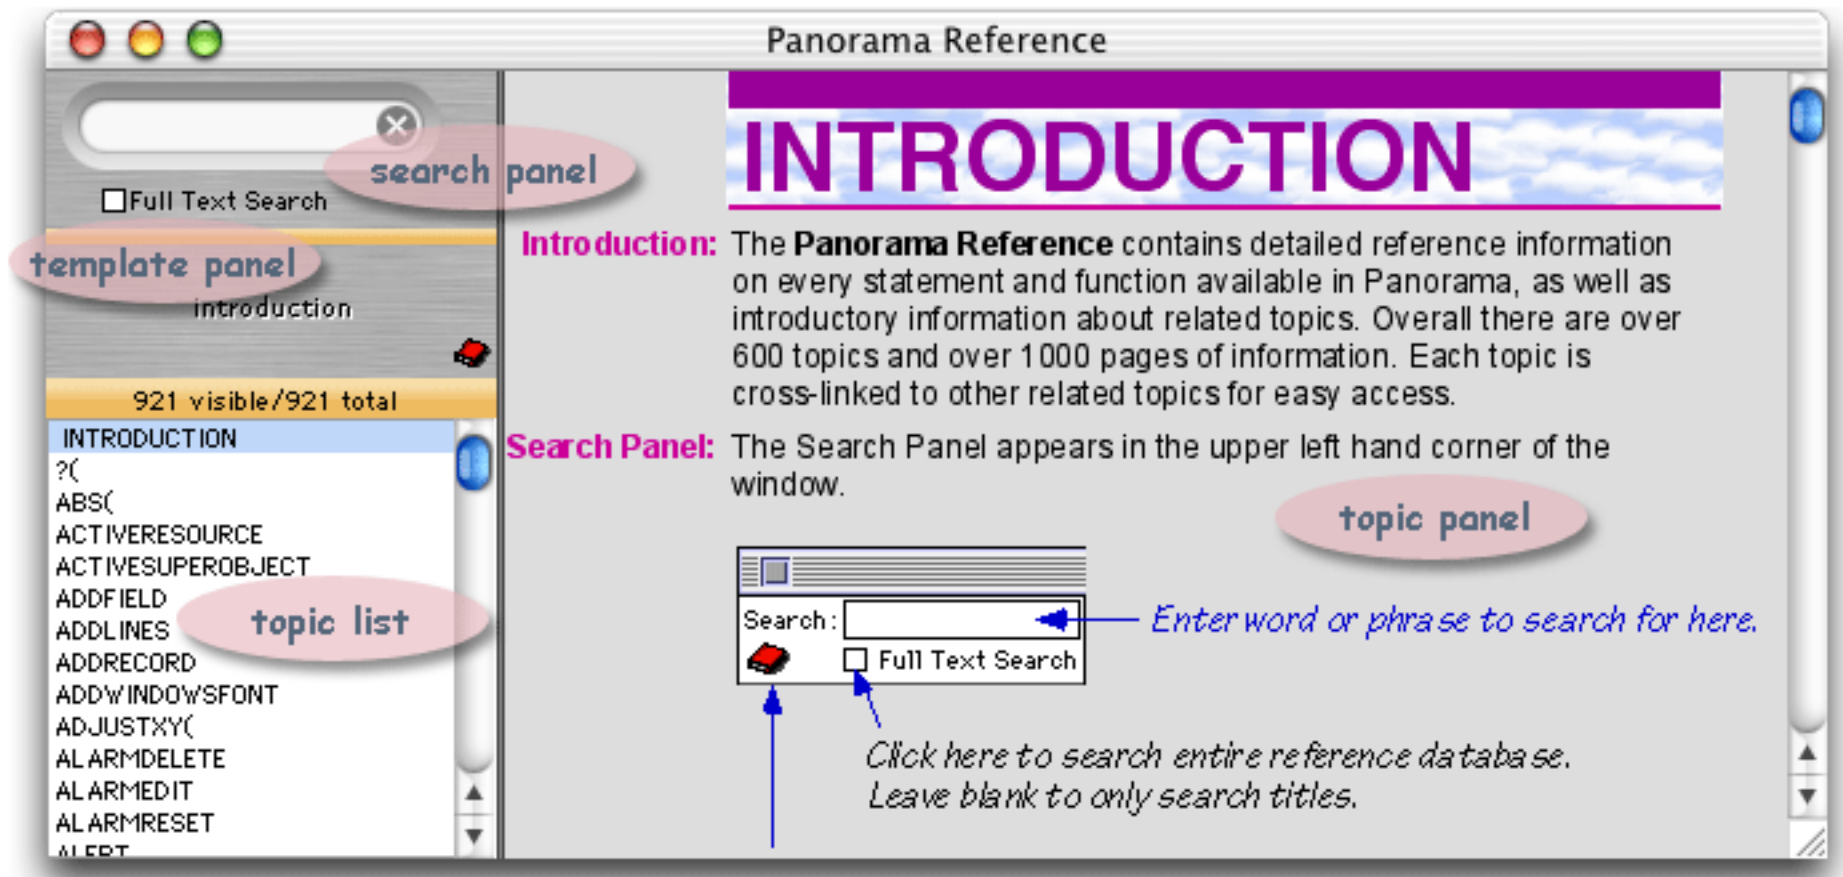 Panorama Reference
search panel
Full Text Search
template panel
introduction
921 visible/921 total
INTRODUCTION
?(
ABS(
ACTIVERESOURCE
ACTIVESUPEROBJECT
ADDFIELD
ADDLINES
topic list
ADDRECORD
ADDWINDOWSFONT
ADJUSTXY(
ALARMDELETE
ALARMEDIT
ALARMRESET
ALERT
INTRODUCTION
Introduction: The Panorama Reference contains detailed reference information
on every statement and function available in Panorama, as well as
introductory information about related topics. Overall there are over
600 topics and over 1000 pages of information. Each topic is
cross-linked to other related topics for easy access.
Search Panel: The Search Panel appears in the upper left hand corner of the
window.
topic panel
Search:
Enter word or phrase to search for here.
Full Text Search
Click here to search entire reference database.
Leave blank to only search titles.